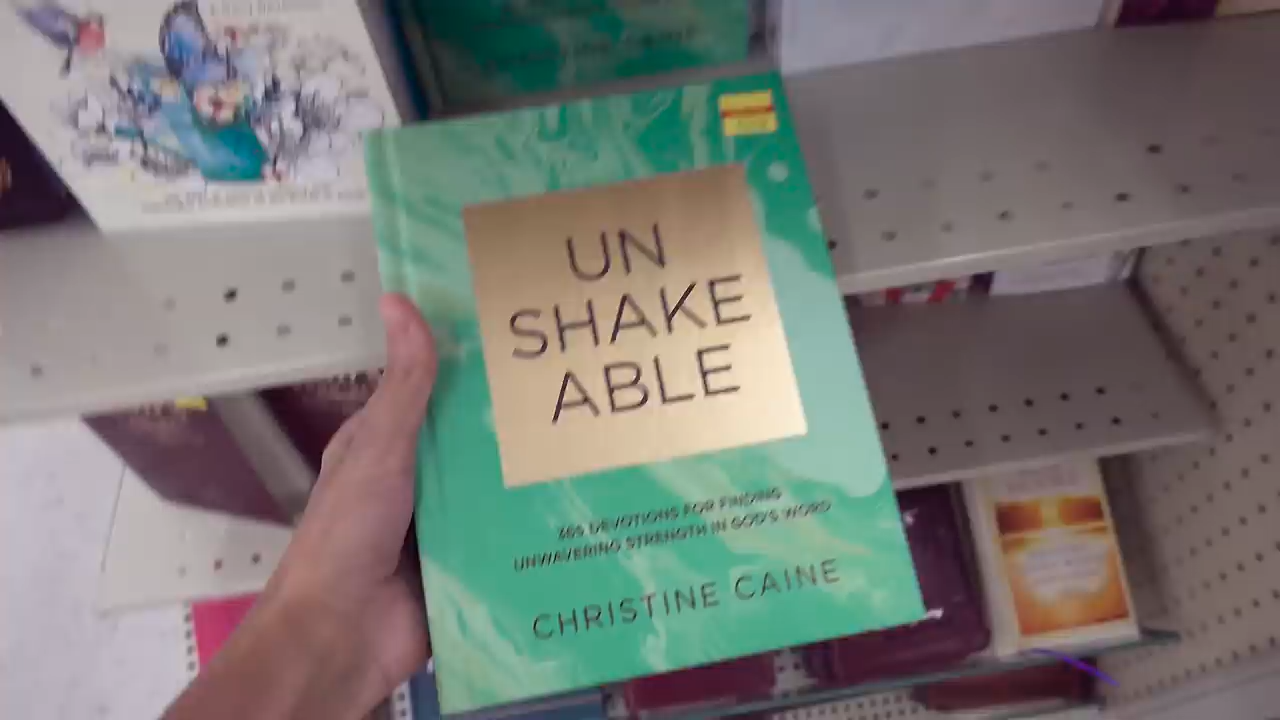 UN
SHAKE
ABLE
365 DEVOTIONS FOR FINDING
UNWAVERING STRENGTH IN GOD'S WORD
CHRISTINE CAINE